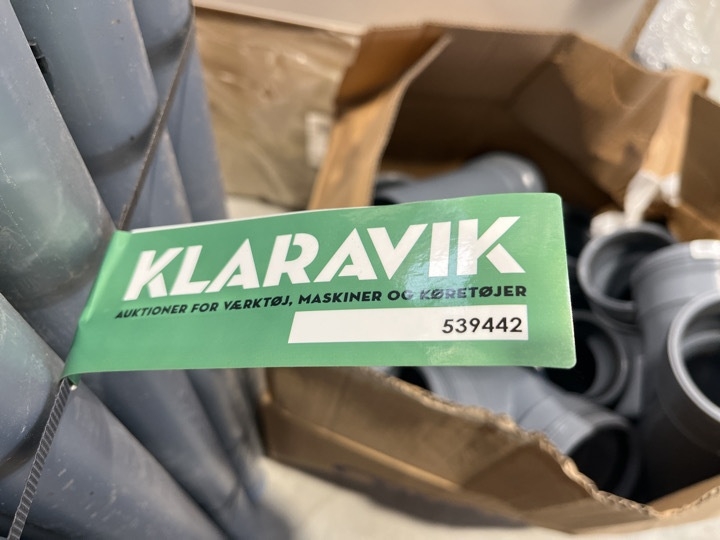 KLARAVIK
AUKTIONER FOR VÆRKTØJ, MASKINER OG KØRETØJER
539442